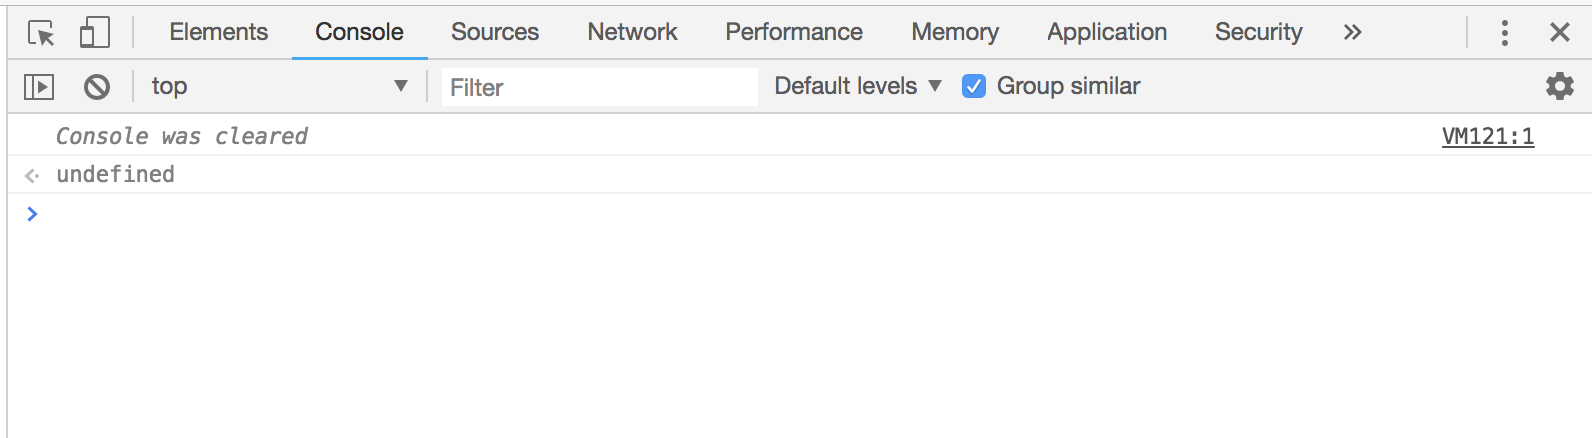 Elements Console Sources Network Performance Memory Application Security
top Filter Default levels Group similar
Console was cleared VM121:1
undefined